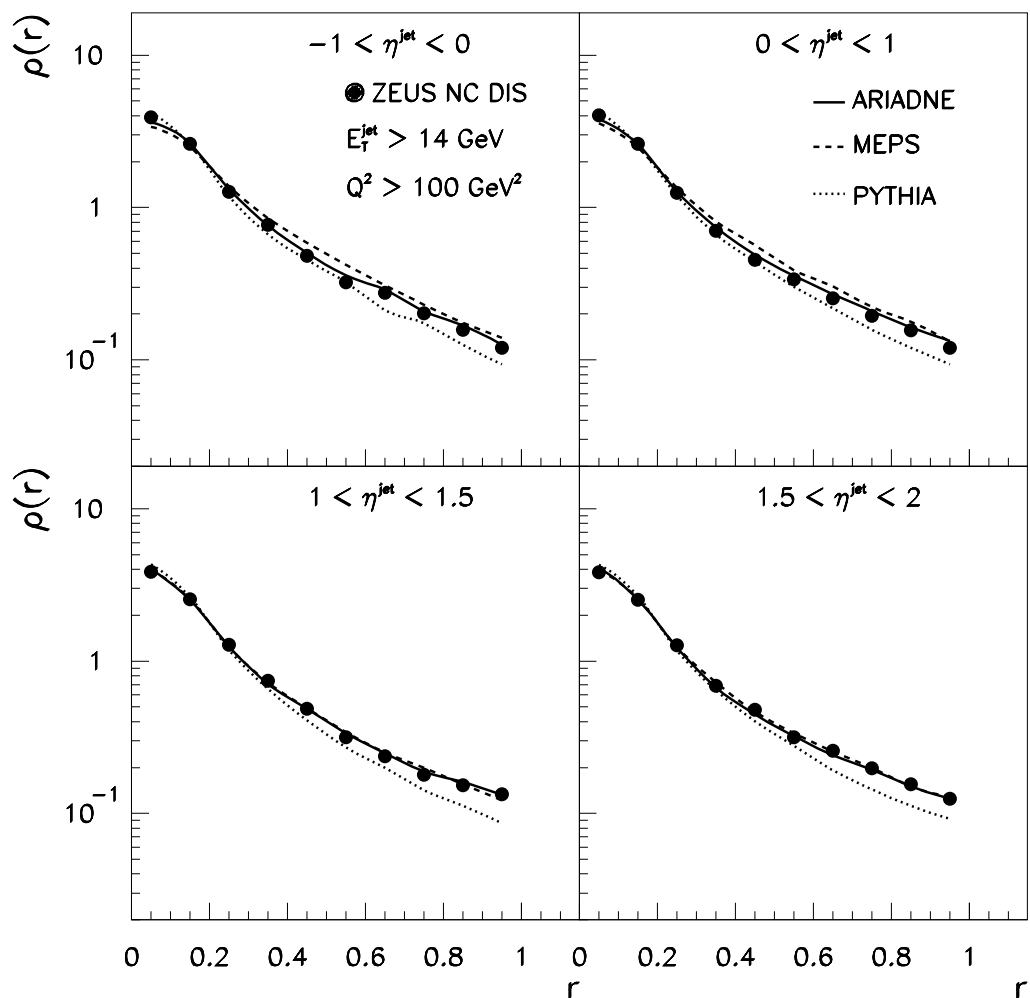 ρ(r)
10
1
10⁻¹
−1 < η^jet < 0
ZEUS NC DIS
E_T^jet > 14 GeV
Q² > 100 GeV²
0 < η^jet < 1
ARIADNE
MEPS
PYTHIA
ρ(r)
10
1
10⁻¹
1 < η^jet < 1.5
1.5 < η^jet < 2
0 0.2 0.4 0.6 0.8 1 0 0.2 0.4 0.6 0.8 1
r r